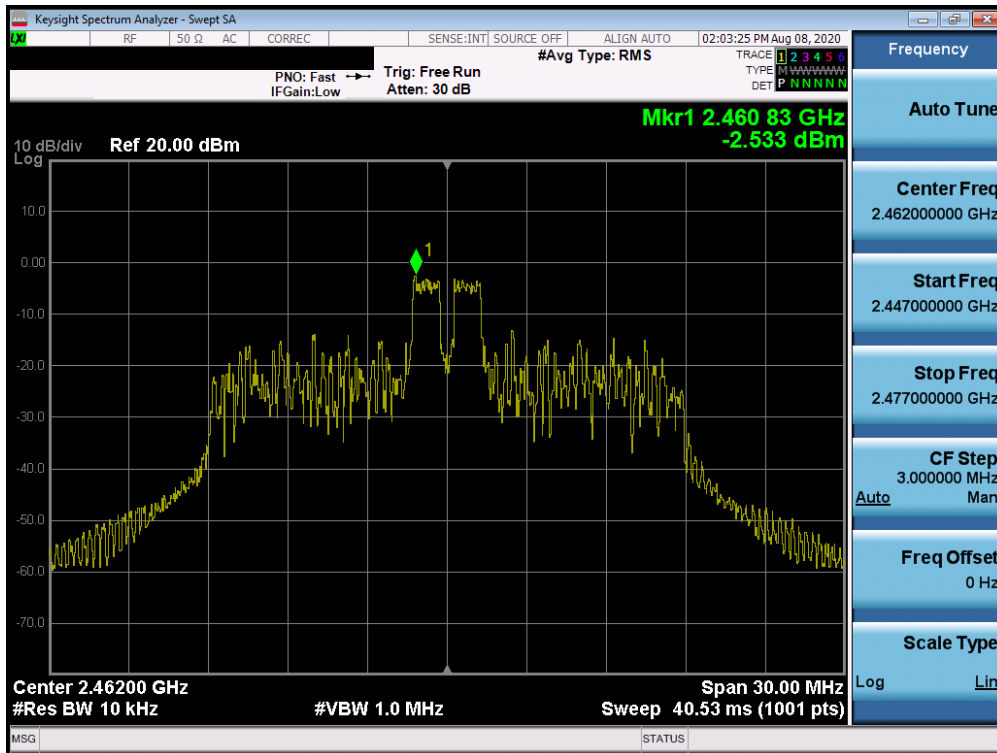 Keysight Spectrum Analyzer - Swept SA
LXI RF 50 Ω AC CORREC SENSE:INT SOURCE OFF ALIGN AUTO 02:03:25 PM Aug 08, 2020
#Avg Type: RMS TRACE 1 2 3 4 5 6
PNO: Fast Trig: Free Run TYPE M WWWWW
IFGain:Low Atten: 30 dB DET P N N N N N
Mkr1 2.460 83 GHz
-2.533 dBm
10 dB/div Ref 20.00 dBm
Log
10.0
1
0.00
-10.0
-20.0
-30.0
-40.0
-50.0
-60.0
-70.0
Center 2.46200 GHz Span 30.00 MHz
#Res BW 10 kHz #VBW 1.0 MHz Sweep 40.53 ms (1001 pts)
MSG STATUS
Frequency
Auto Tune
Center Freq
2.462000000 GHz
Start Freq
2.447000000 GHz
Stop Freq
2.477000000 GHz
CF Step
3.000000 MHz
Auto Man
Freq Offset
0 Hz
Scale Type
Log Lin